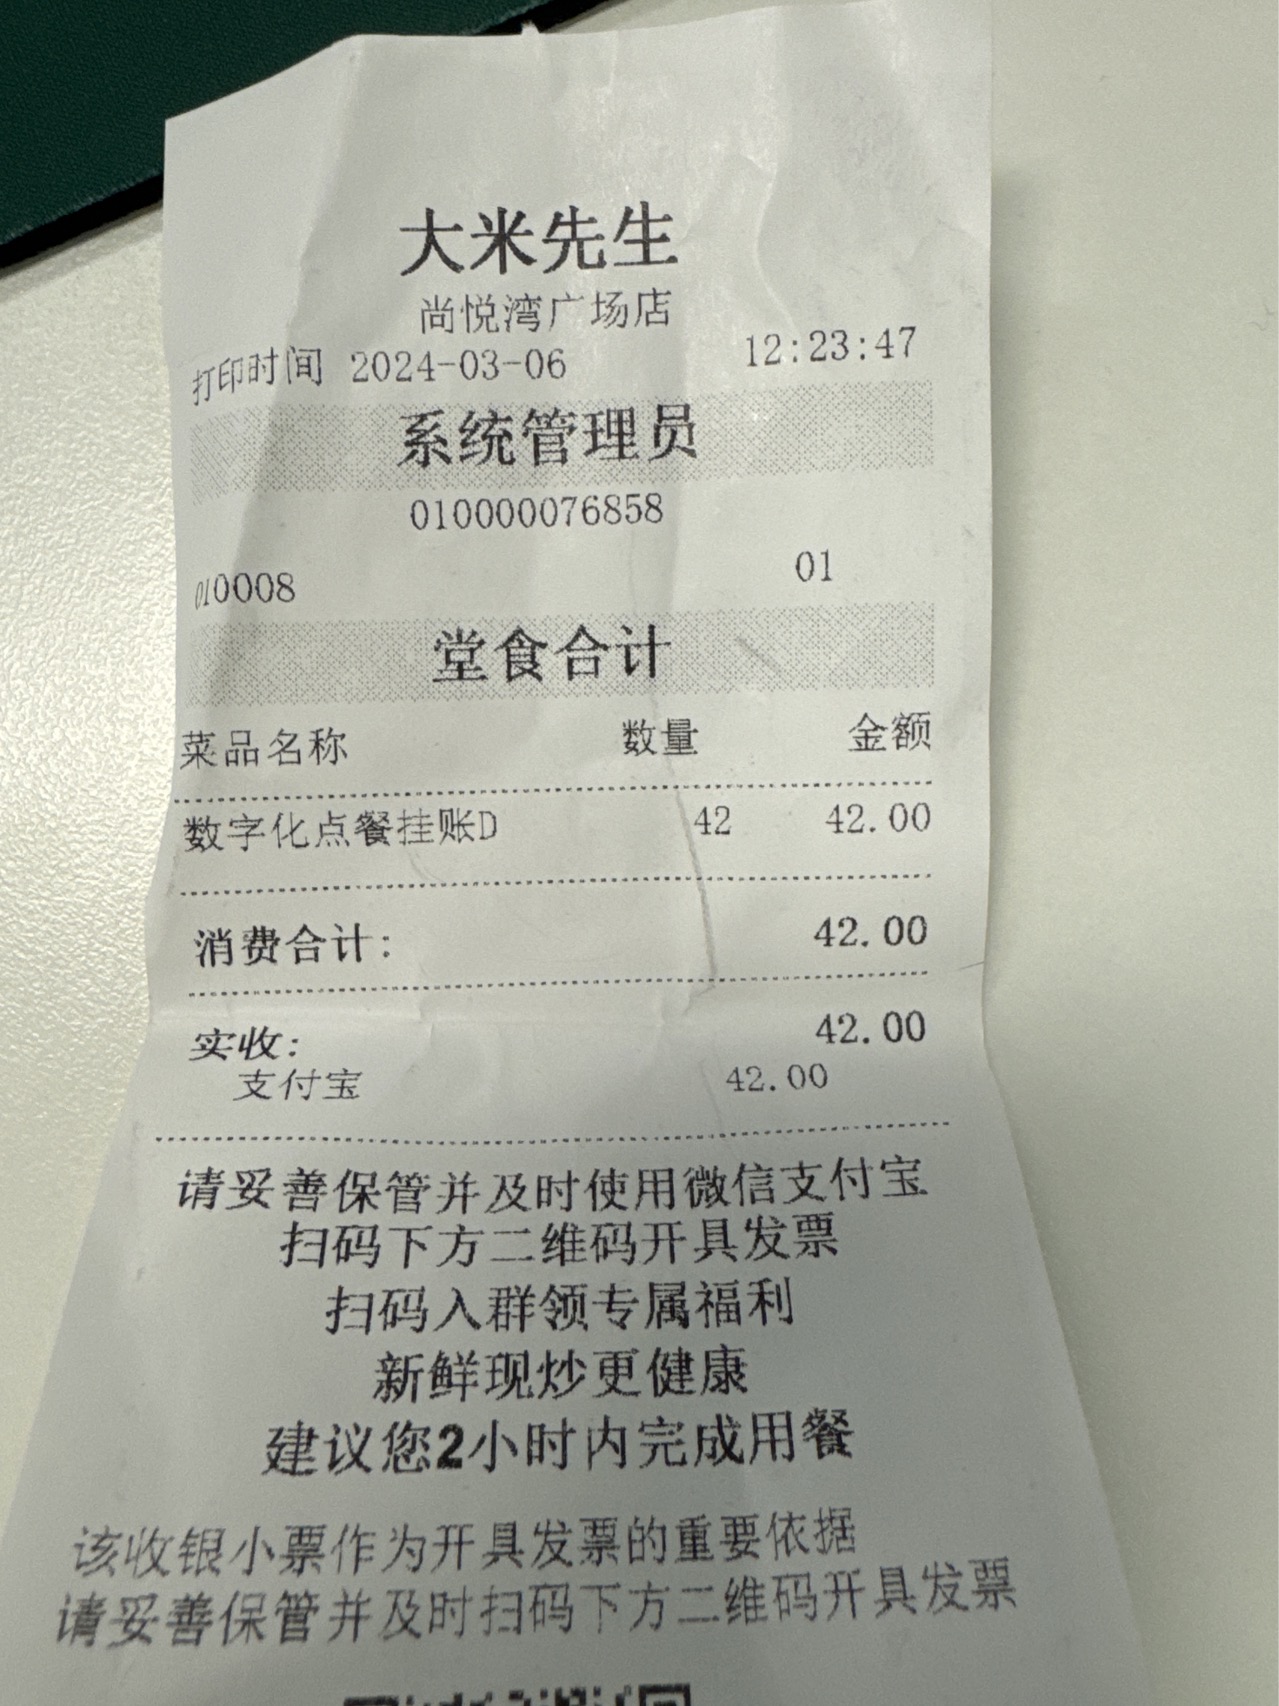 大米先生
尚悦湾广场店
打印时间 2024-03-06 12:23:47
系统管理员
010000076858
010008 01
堂食合计
菜品名称 数量 金额
数字化点餐挂账D 42 42.00
消费合计: 42.00
实收: 42.00
支付宝 42.00
请妥善保管并及时使用微信支付宝
扫码下方二维码开具发票
扫码入群领专属福利
新鲜现炒更健康
建议您2小时内完成用餐
该收银小票作为开具发票的重要依据
请妥善保管并及时扫码下方二维码开具发票